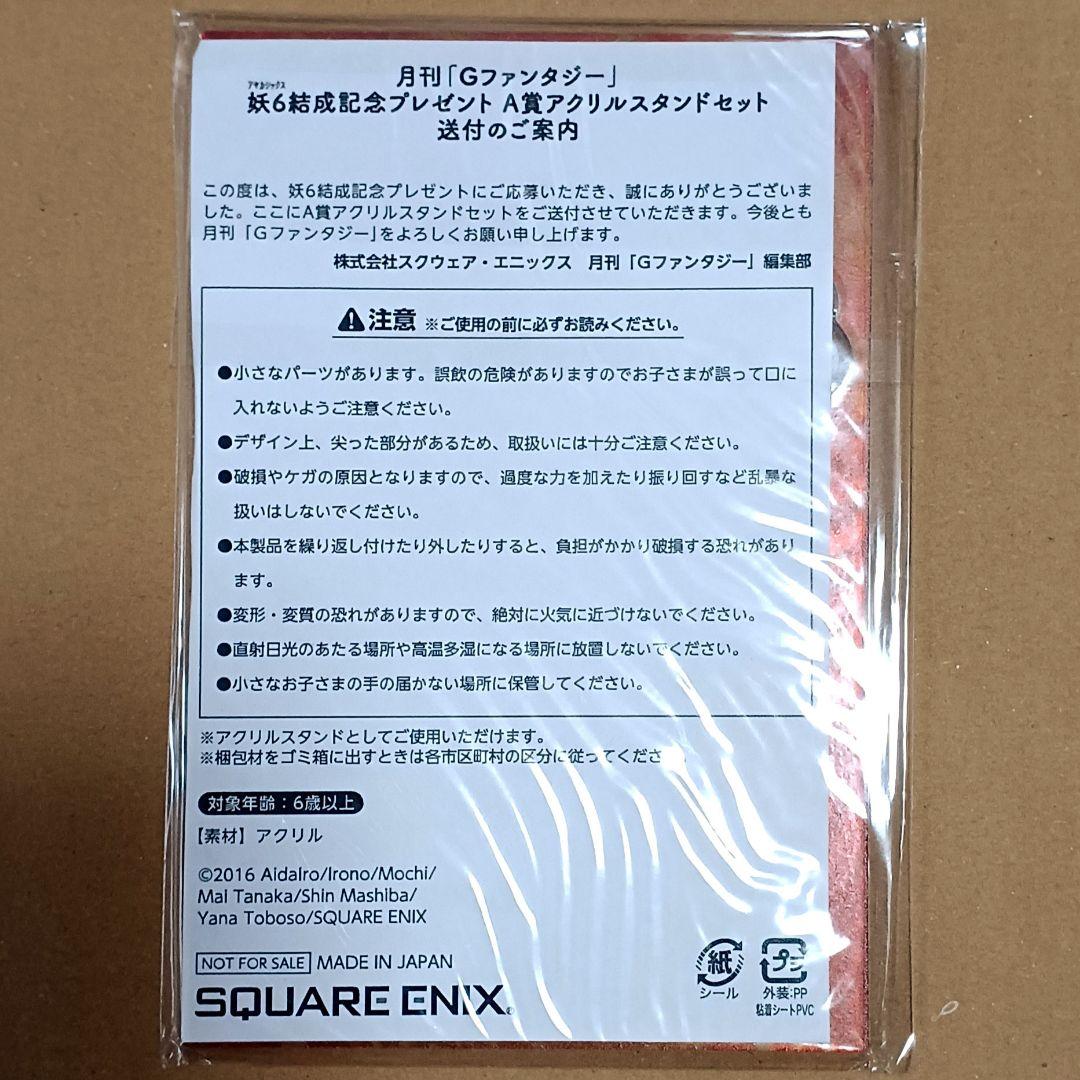 月刊「Gファンタジー」
アヤカシックス
妖6結成記念プレゼント A賞アクリルスタンドセット
送付のご案内
この度は、妖6結成記念プレゼントにご応募いただき、誠にありがとうございま
した。ここにA賞アクリルスタンドセットをご送付させていただきます。今後とも
月刊「Gファンタジー」をよろしくお願い申し上げます。
株式会社スクウェア・エニックス 月刊「Gファンタジー」編集部
注意 ※ご使用の前に必ずお読みください。
●小さなパーツがあります。誤飲の危険がありますのでお子さまが誤って口に
入れないようご注意ください。
●デザイン上、尖った部分があるため、取扱いには十分ご注意ください。
●破損やケガの原因となりますので、過度な力を加えたり振り回すなど乱暴な
扱いはしないでください。
●本製品を繰り返し付けたり外したりすると、負担がかかり破損する恐れがあり
ます。
●変形・変質の恐れがありますので、絶対に火気に近づけないでください。
●直射日光のあたる場所や高温多湿になる場所に放置しないでください。
●小さなお子さまの手の届かない場所に保管してください。
※アクリルスタンドとしてご使用いただけます。
※梱包材をゴミ箱に出すときは各市区町村の区分に従ってくださ
対象年齢：6歳以上
【素材】アクリル
©2016 AidaIro/Irono/Mochi/
Mai Tanaka/Shin Mashiba/
Yana Toboso/SQUARE ENIX
NOT FOR SALE MADE IN JAPAN
SQUARE ENIX®
紙
シール
プラ
外装:PP
粘着シートPVC